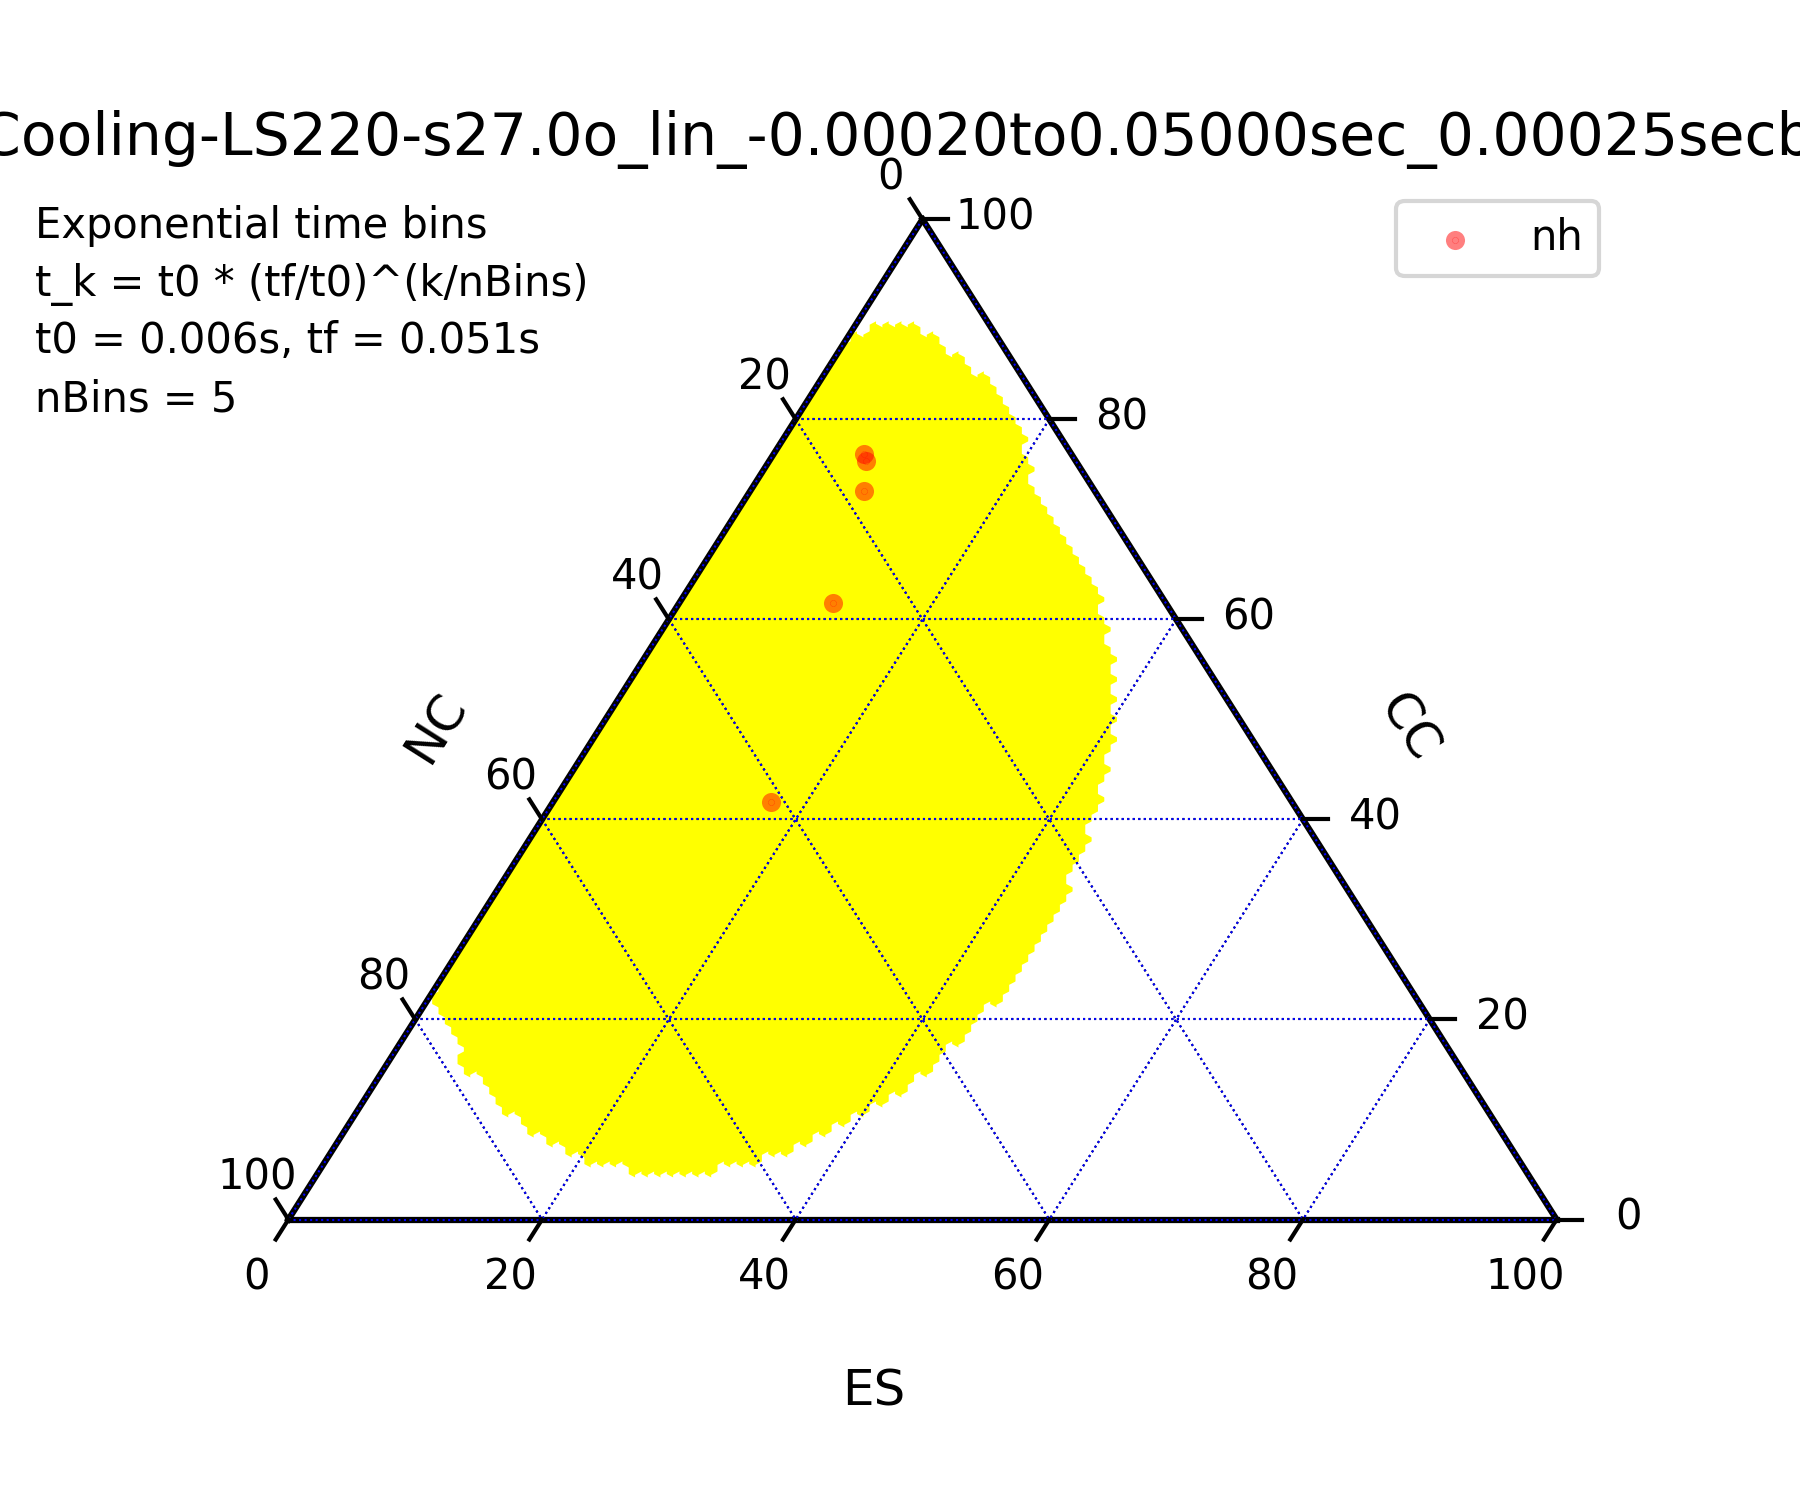 Cooling-LS220-s27.0o_lin_-0.00020to0.05000sec_0.00025secb
Exponential time bins
t_k = t0 * (tf/t0)^(k/nBins)
t0 = 0.006s, tf = 0.051s
nBins = 5
nh
0
100
20
80
40
60
NC
CC
60
40
80
20
100
0
0
20
40
60
80
100
ES